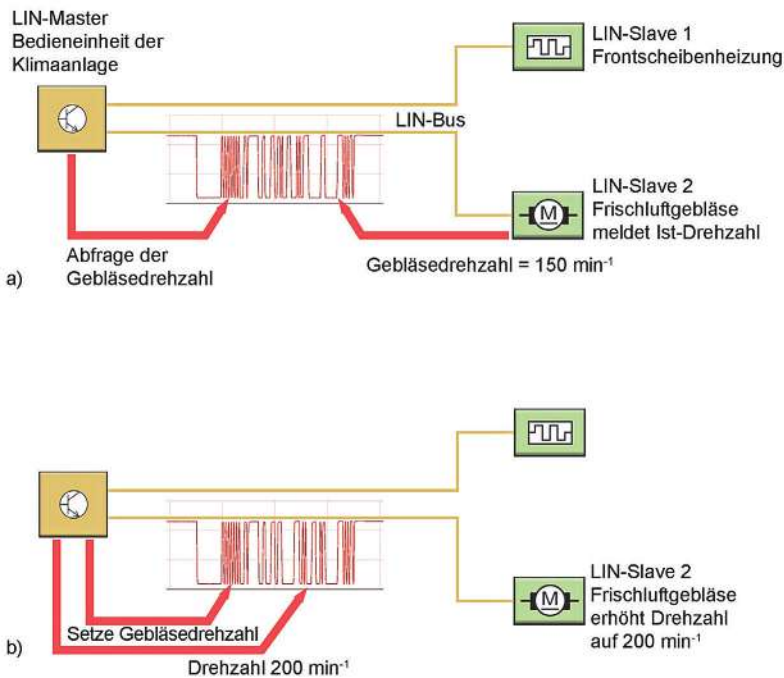 LIN-Master
Bedieneinheit der
Klimaanlage
LIN-Slave 1
Frontscheibenheizung
LIN-Bus
LIN-Slave 2
Frischluftgebläse
meldet Ist-Drehzahl
M
Abfrage der
Gebläsedrehzahl
Gebläsedrehzahl = 150 min⁻¹
a)
LIN-Slave 2
Frischluftgebläse
erhöht Drehzahl
auf 200 min⁻¹
M
Setze Gebläsedrehzahl
Drehzahl 200 min⁻¹
b)